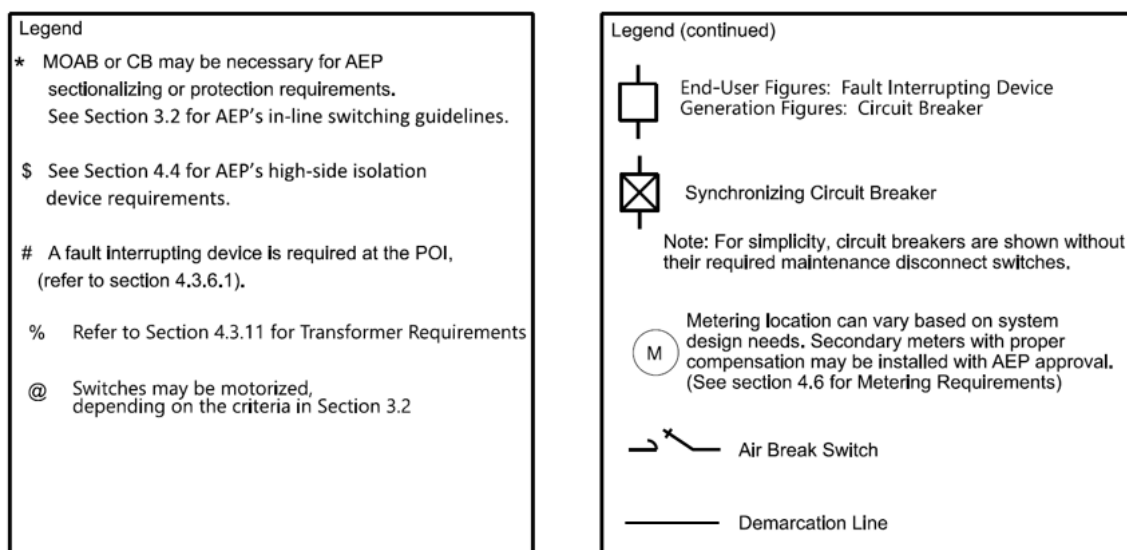 Legend
* MOAB or CB may be necessary for AEP
sectionalizing or protection requirements.
See Section 3.2 for AEP's in-line switching guidelines.
$ See Section 4.4 for AEP's high-side isolation
device requirements.
# A fault interrupting device is required at the POI,
(refer to section 4.3.6.1).
% Refer to Section 4.3.11 for Transformer Requirements
@ Switches may be motorized,
depending on the criteria in Section 3.2
Legend (continued)
End-User Figures: Fault Interrupting Device
Generation Figures: Circuit Breaker
Synchronizing Circuit Breaker
Note: For simplicity, circuit breakers are shown without
their required maintenance disconnect switches.
M
Metering location can vary based on system
design needs. Secondary meters with proper
compensation may be installed with AEP approval.
(See section 4.6 for Metering Requirements)
Air Break Switch
Demarcation Line